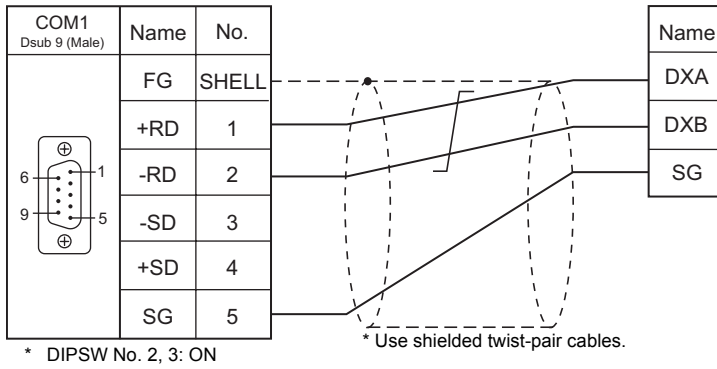 COM1
Dsub 9 (Male)
Name
No.
Name
FG
SHELL
DXA
+RD
1
DXB
-RD
2
SG
-SD
3
+SD
4
SG
5
6
1
9
5
* Use shielded twist-pair cables.
* DIPSW No. 2, 3: ON